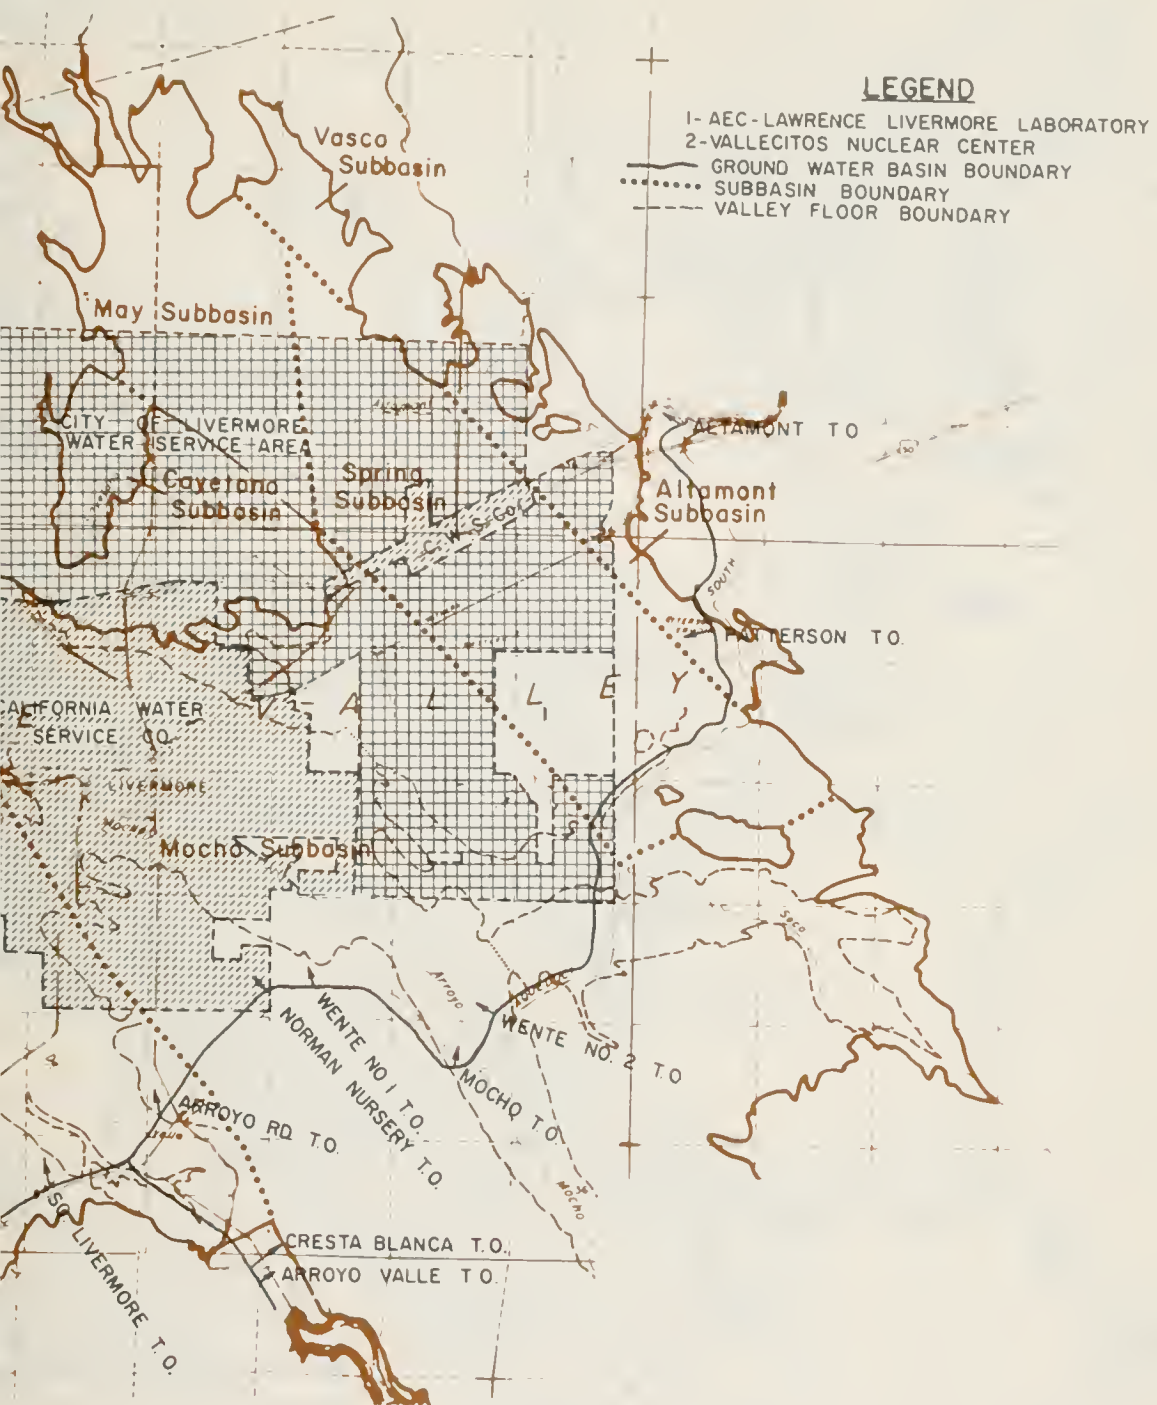 LEGEND
1- AEC-LAWRENCE LIVERMORE LABORATORY
2-VALLECITOS NUCLEAR CENTER
GROUND WATER BASIN BOUNDARY
SUBBASIN BOUNDARY
VALLEY FLOOR BOUNDARY
Vasco
Subbasin
May Subbasin
CITY OF LIVERMORE
WATER SERVICE AREA
ALTAMONT T O
Cayetano
Subbasin
Spring
Subbasin
Altamont
Subbasin
C W S Co.
SOUTH
PATTERSON T O.
V A L L E Y
CALIFORNIA WATER
SERVICE CO.
LIVERMORE
Mocho
Mocho Subbasin
Seco
Arroyo
WENTE NO 1 T.O.
NORMAN NURSERY T.O.
WENTE NO. 2 T O
MOCHO T.O.
ARROYO RD. T.O.
MOCHO
SO. LIVERMORE T.O.
CRESTA BLANCA T.O.
ARROYO VALLE T O.